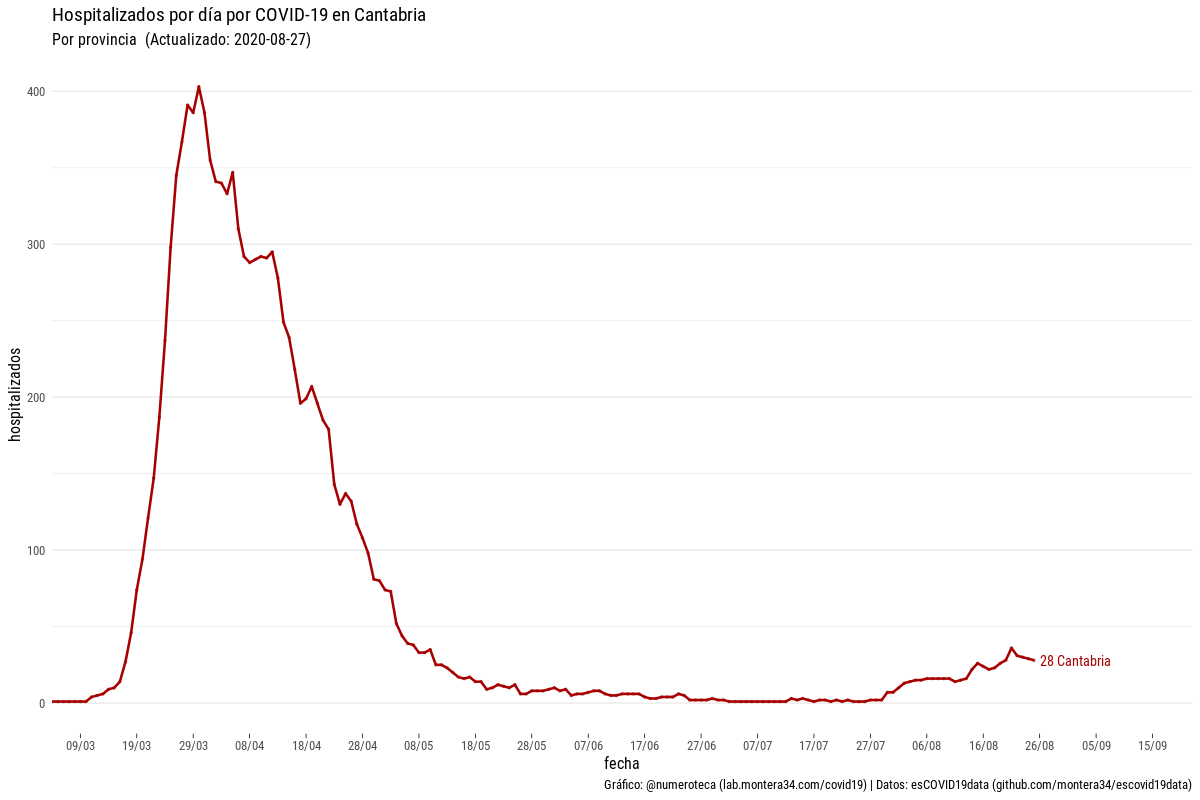 Hospitalizados por día por COVID-19 en Cantabria
Por provincia (Actualizado: 2020-08-27)
hospitalizados
400
300
200
100
0
28 Cantabria
09/03 19/03 29/03 08/04 18/04 28/04 08/05 18/05 28/05 07/06 17/06 27/06 07/07 17/07 27/07 06/08 16/08 26/08 05/09 15/09
fecha
Gráfico: @numeroteca (lab.montera34.com/covid19) | Datos: esCOVID19data (github.com/montera34/escovid19data)